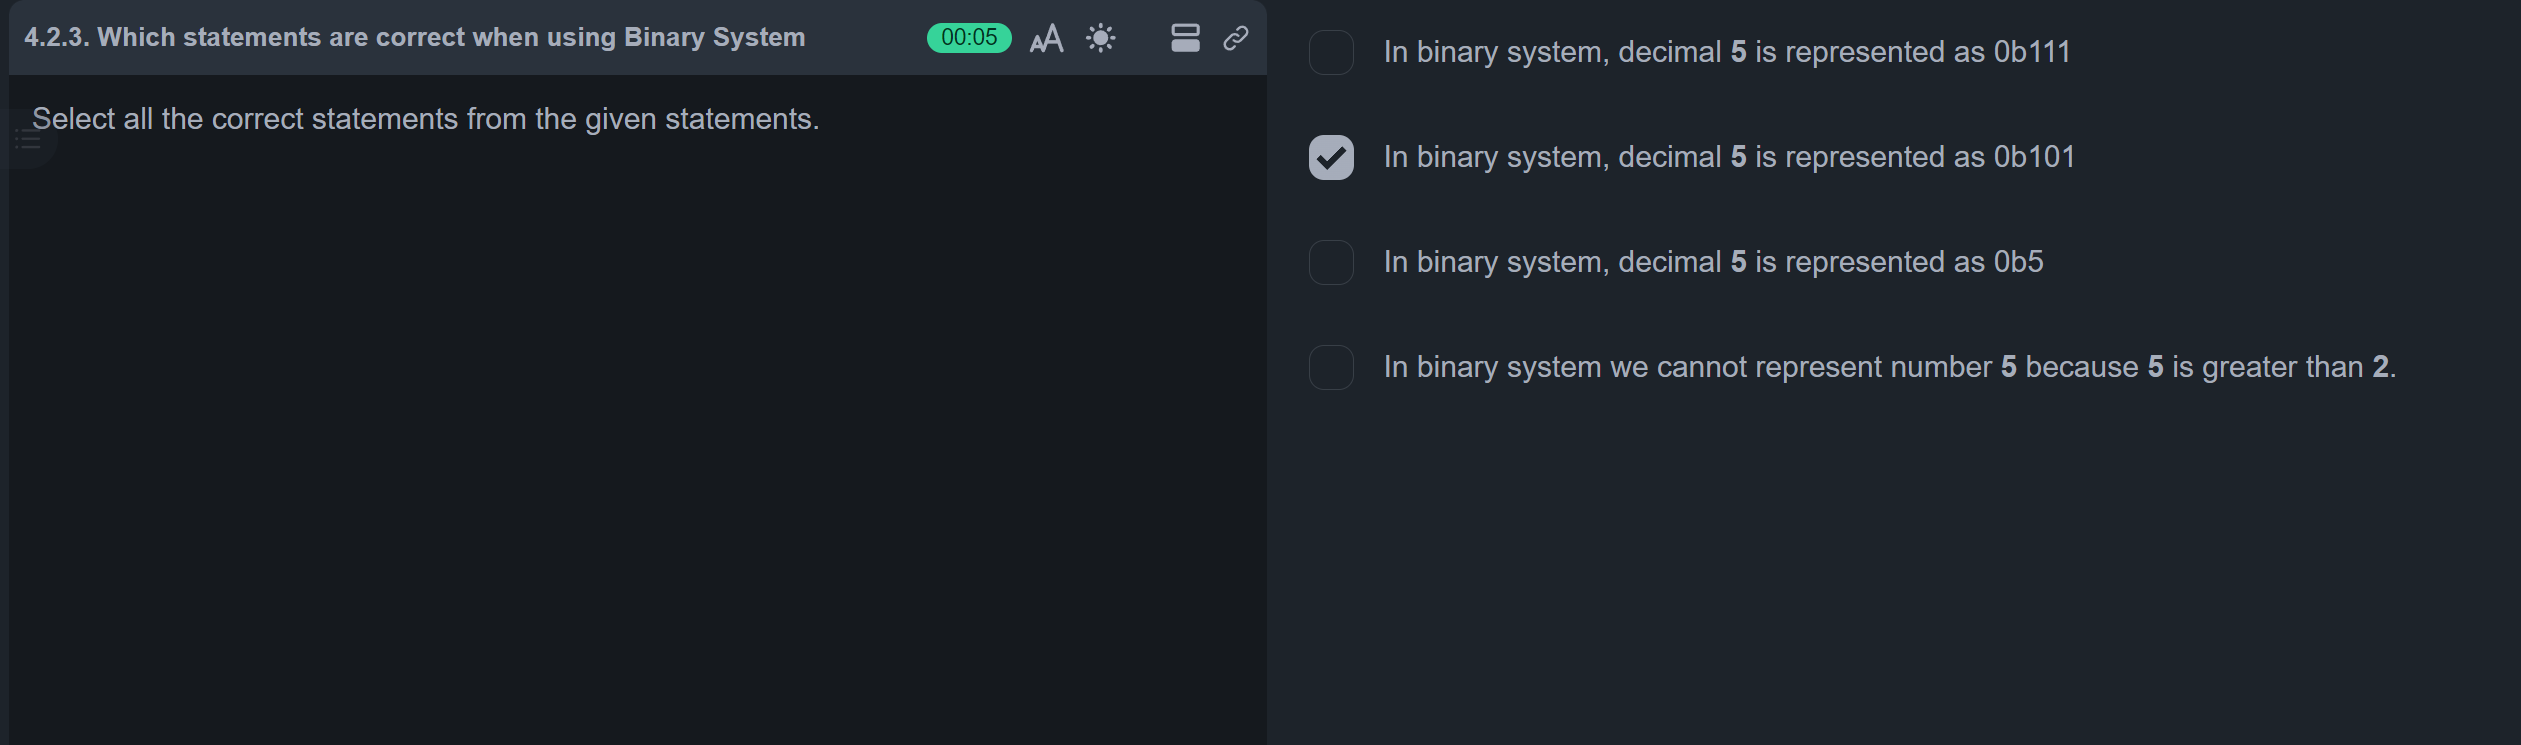 4.2.3. Which statements are correct when using Binary System
00:05
AA
Select all the correct statements from the given statements.
In binary system, decimal 5 is represented as 0b111
In binary system, decimal 5 is represented as 0b101
In binary system, decimal 5 is represented as 0b5
In binary system we cannot represent number 5 because 5 is greater than 2.